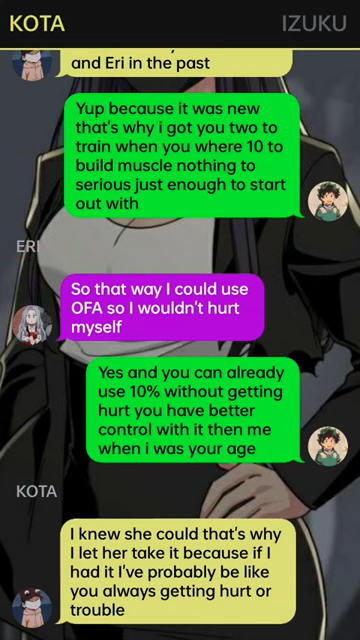 KOTA
IZUKU
and Eri in the past
Yup because it was new
that's why i got you two to
train when you where 10 to
build muscle nothing to
serious just enough to start
out with
ERI
So that way I could use
OFA so I wouldn't hurt
myself
Yes and you can already
use 10% without getting
hurt you have better
control with it then me
when i was your age
KOTA
I knew she could that's why
I let her take it because if I
had it I've probably be like
you always getting hurt or
trouble